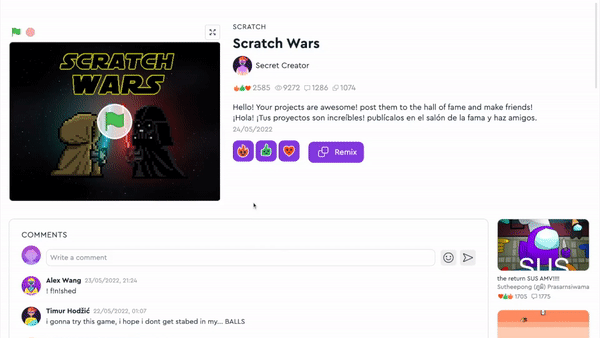 SCRATCH
Scratch Wars
Secret Creator
2585 9272 1286 1074
Hello! Your projects are awesome! post them to the hall of fame and make friends!
¡Hola! ¡Tus proyectos son increíbles! publícalos en el salón de la fama y haz amigos.
24/05/2022
Remix
SCRATCH
WARS
COMMENTS
Write a comment
Alex Wang 23/05/2022, 21:24
! f!n!shed
Timur Hodžić 22/05/2022, 01:07
i gonna try this game, i hope i dont get stabed in my... BALLS
SUS
the return SUS AMV!!!!
Sutheepong Prasarnsiwama
1705 1775